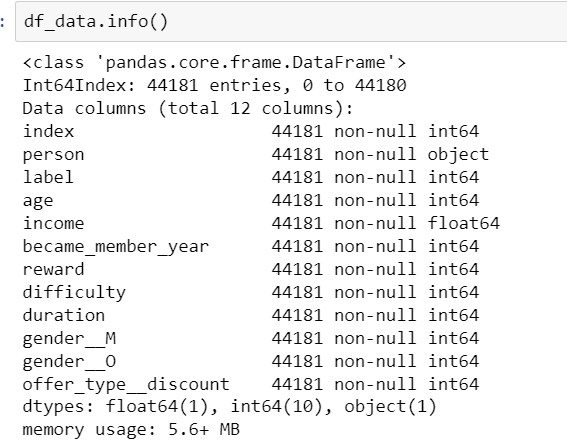 : df_data.info()
<class 'pandas.core.frame.DataFrame'>
Int64Index: 44181 entries, 0 to 44180
Data columns (total 12 columns):
index                   44181 non-null int64
person                  44181 non-null object
label                   44181 non-null int64
age                     44181 non-null int64
income                  44181 non-null float64
became_member_year      44181 non-null int64
reward                  44181 non-null int64
difficulty              44181 non-null int64
duration                44181 non-null int64
gender__M               44181 non-null int64
gender__O               44181 non-null int64
offer_type__discount    44181 non-null int64
dtypes: float64(1), int64(10), object(1)
memory usage: 5.6+ MB